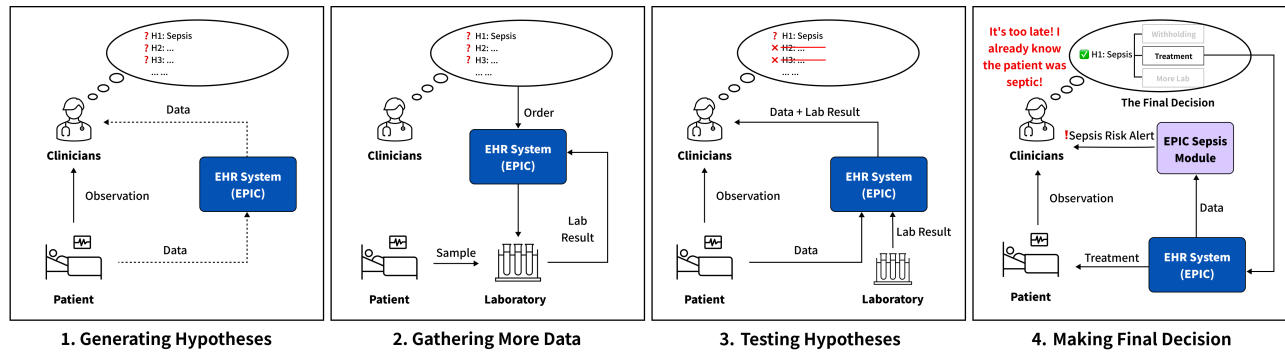 ? H1: Sepsis
? H2: ...
? H3: ...
... ...
Data
Clinicians
EHR System
(EPIC)
Observation
Data
Patient
1. Generating Hypotheses
? H1: Sepsis
? H2: ...
? H3: ...
... ...
Order
Clinicians
EHR System
(EPIC)
Lab
Result
Sample
Patient
Laboratory
2. Gathering More Data
? H1: Sepsis
× H2: ...
× H3: ...
... ...
Data + Lab Result
Clinicians
EHR System
(EPIC)
Observation
Lab Result
Data
Patient
Laboratory
3. Testing Hypotheses
It's too late! I
already know
the patient was
septic!
Withholding
H1: Sepsis
Treatment
More Lab
The Final Decision
!Sepsis Risk Alert
Clinicians
EPIC Sepsis
Module
Observation
Data
Treatment
EHR System
(EPIC)
Patient
4. Making Final Decision